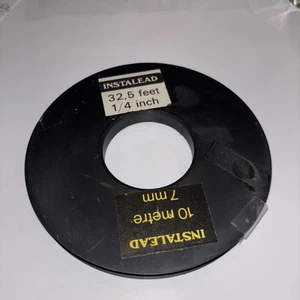 INSTALEAD
32,5 feet
1/4 inch
INSTALEAD
10 metre
7 mm